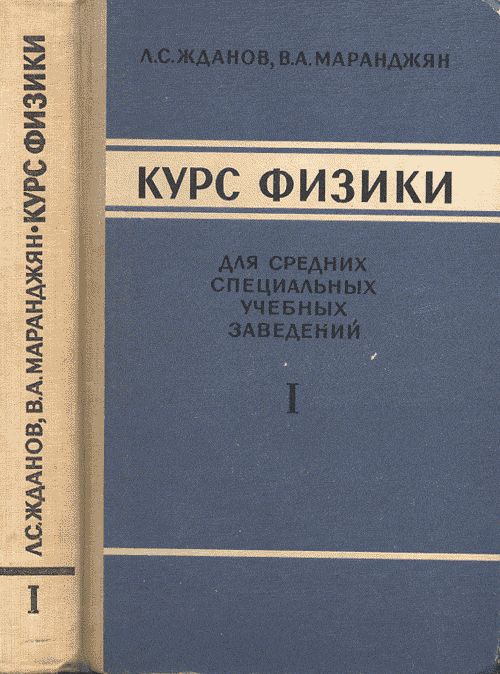 Л.С.ЖДАНОВ, В.А.МАРАНДЖЯН
КУРС ФИЗИКИ
ДЛЯ СРЕДНИХ
СПЕЦИАЛЬНЫХ
УЧЕБНЫХ
ЗАВЕДЕНИЙ
I
Л.С.ЖДАНОВ, В.А.МАРАНДЖЯН•КУРС ФИЗИКИ
I